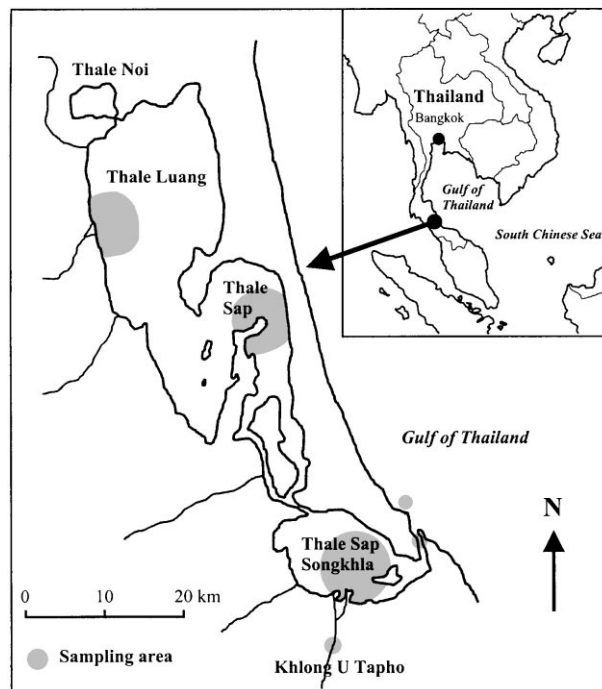 Thale Noi
Thale Luang
Thale
Sap
Thailand
Bangkok
Gulf of
Thailand
South Chinese Sea
Gulf of Thailand
N
Thale Sap
Songkhla
0 10 20 km
Sampling area
Khlong U Tapho